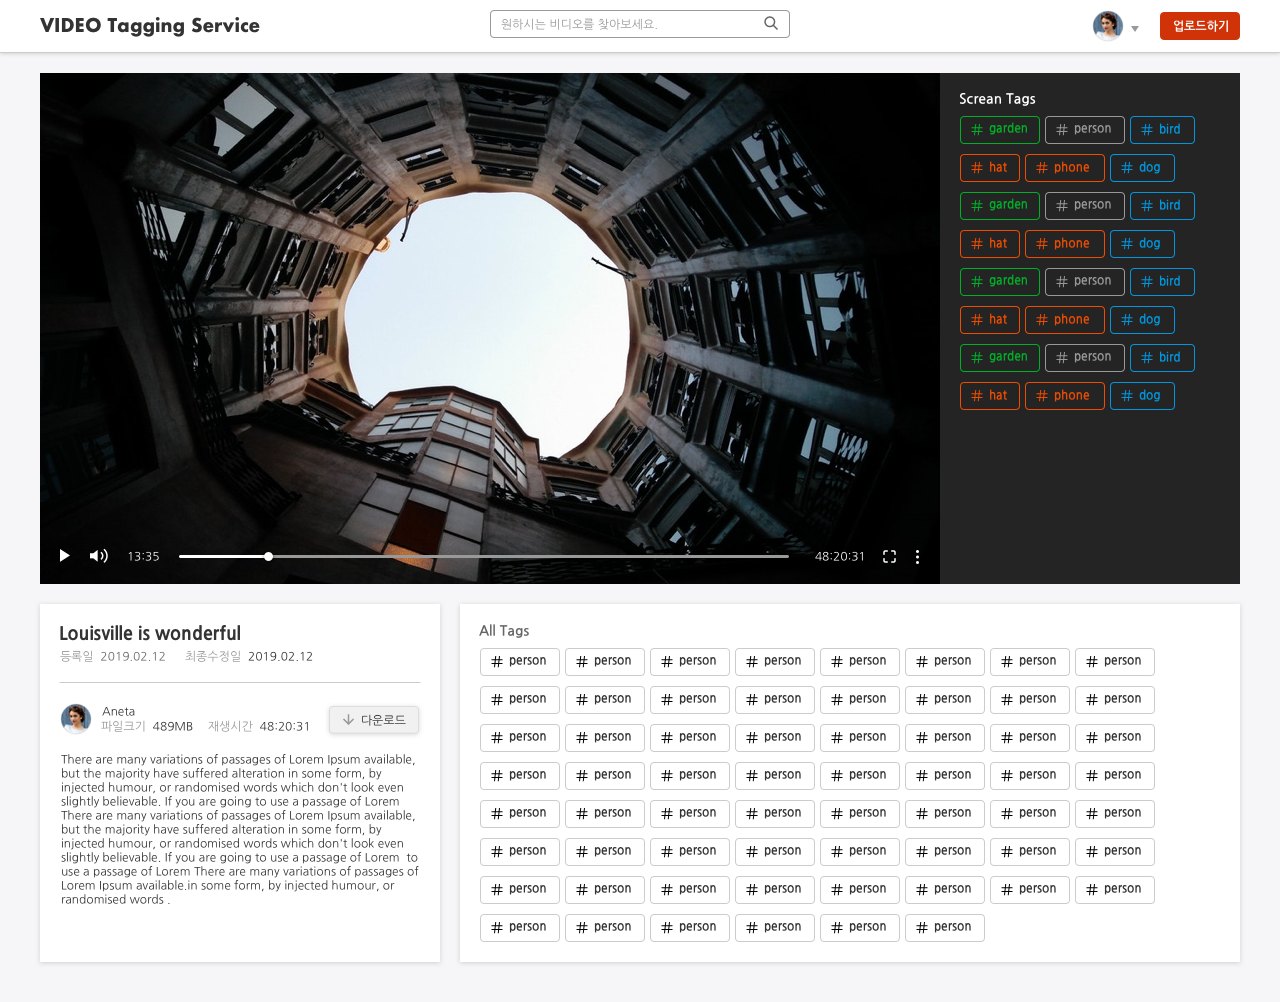 VIDEO Tagging Service
원하시는 비디오를 찾아보세요.
업로드하기
Screan Tags
# garden # person # bird
# hat # phone # dog
# garden # person # bird
# hat # phone # dog
# garden # person # bird
# hat # phone # dog
# garden # person # bird
# hat # phone # dog
13:35 48:20:31
Louisville is wonderful
등록일 2019.02.12 최종수정일 2019.02.12
Aneta
파일크기 489MB 재생시간 48:20:31
다운로드
There are many variations of passages of Lorem Ipsum available,
but the majority have suffered alteration in some form, by
injected humour, or randomised words which don't look even
slightly believable. If you are going to use a passage of Lorem
There are many variations of passages of Lorem Ipsum available,
but the majority have suffered alteration in some form, by
injected humour, or randomised words which don't look even
slightly believable. If you are going to use a passage of Lorem to
use a passage of Lorem There are many variations of passages of
Lorem Ipsum available.in some form, by injected humour, or
randomised words .
All Tags
# person # person # person # person # person # person # person # person
# person # person # person # person # person # person # person # person
# person # person # person # person # person # person # person # person
# person # person # person # person # person # person # person # person
# person # person # person # person # person # person # person # person
# person # person # person # person # person # person # person # person
# person # person # person # person # person # person # person # person
# person # person # person # person # person # person